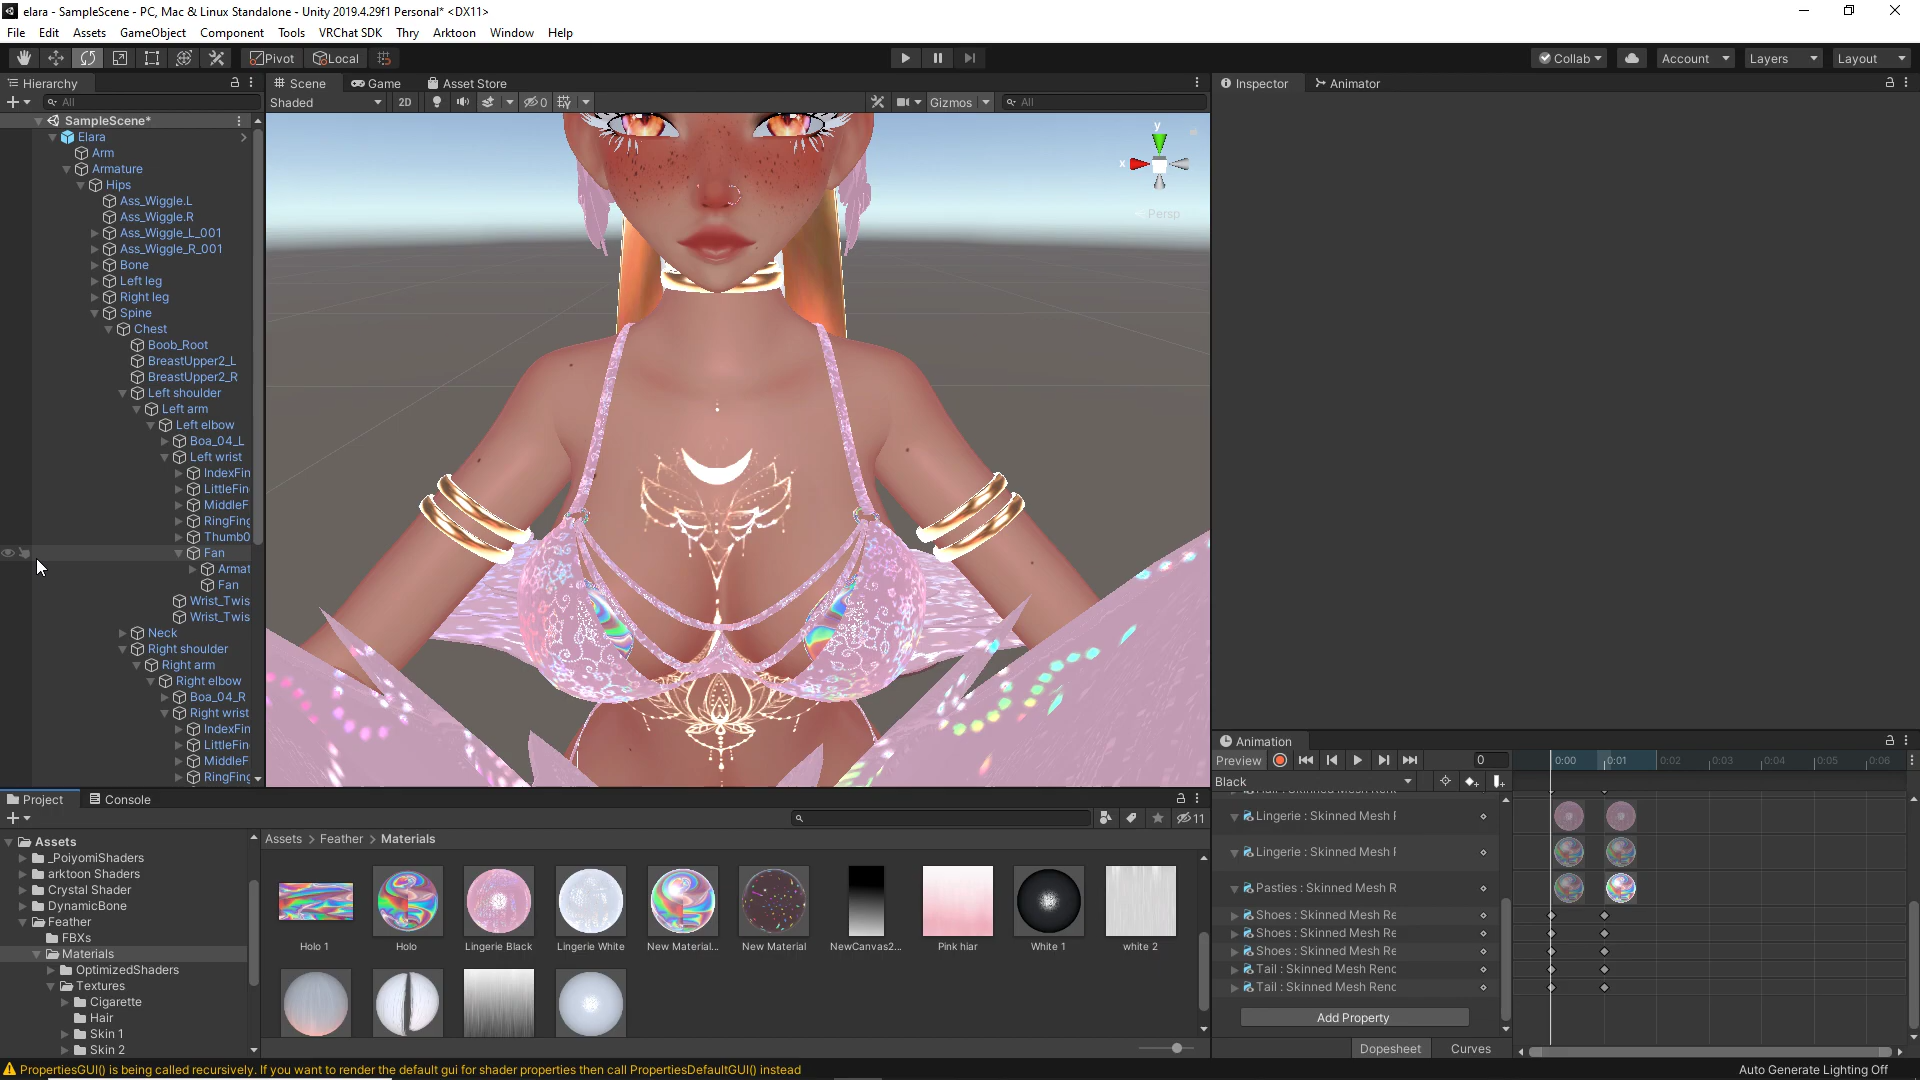 elara - SampleScene - PC, Mac & Linux Standalone - Unity 2019.4.29f1 Personal* <DX11>
File Edit Assets GameObject Component Tools VRChat SDK Thry Arktoon Window Help
Pivot Local Collab Account Layers Layout
Hierarchy
Scene Game Asset Store
Inspector Animator
All
Shaded 2D 0 Gizmos All
SampleScene*
Elara
Arm
Armature
Hips
Ass_Wiggle.L
Ass_Wiggle.R
Ass_Wiggle_L_001
Ass_Wiggle_R_001
Bone
Left leg
Right leg
Spine
Chest
Boob_Root
BreastUpper2_L
BreastUpper2_R
Left shoulder
Left arm
Left elbow
Boa_04_L
Left wrist
IndexFin
LittleFin
MiddleF
RingFing
Thumb0
Fan
Armat
Fan
Wrist_Twis
Wrist_Twis
Neck
Right shoulder
Right arm
Right elbow
Boa_04_R
Right wrist
IndexFin
LittleFin
MiddleF
RingFing
y
x
Persp
Project Console
11
Assets
_PoiyomiShaders
arktoon Shaders
Crystal Shader
DynamicBone
Feather
FBXs
Materials
OptimizedShaders
Textures
Cigarette
Hair
Skin 1
Skin 2
Assets > Feather > Materials
Holo 1 Holo Lingerie Black Lingerie White New Material... New Material NewCanvas2... Pink hiar White 1 white 2
Animation
Preview 0 0:00 0:01 0:02 0:03 0:04 0:05 0:06
Black
Lingerie : Skinned Mesh F
Lingerie : Skinned Mesh F
Pasties : Skinned Mesh R
Shoes : Skinned Mesh Re
Shoes : Skinned Mesh Re
Shoes : Skinned Mesh Re
Tail : Skinned Mesh Renc
Tail : Skinned Mesh Renc
Add Property
Dopesheet Curves
PropertiesGUI() is being called recursively. If you want to render the default gui for shader properties then call PropertiesDefaultGUI() instead
Auto Generate Lighting Off